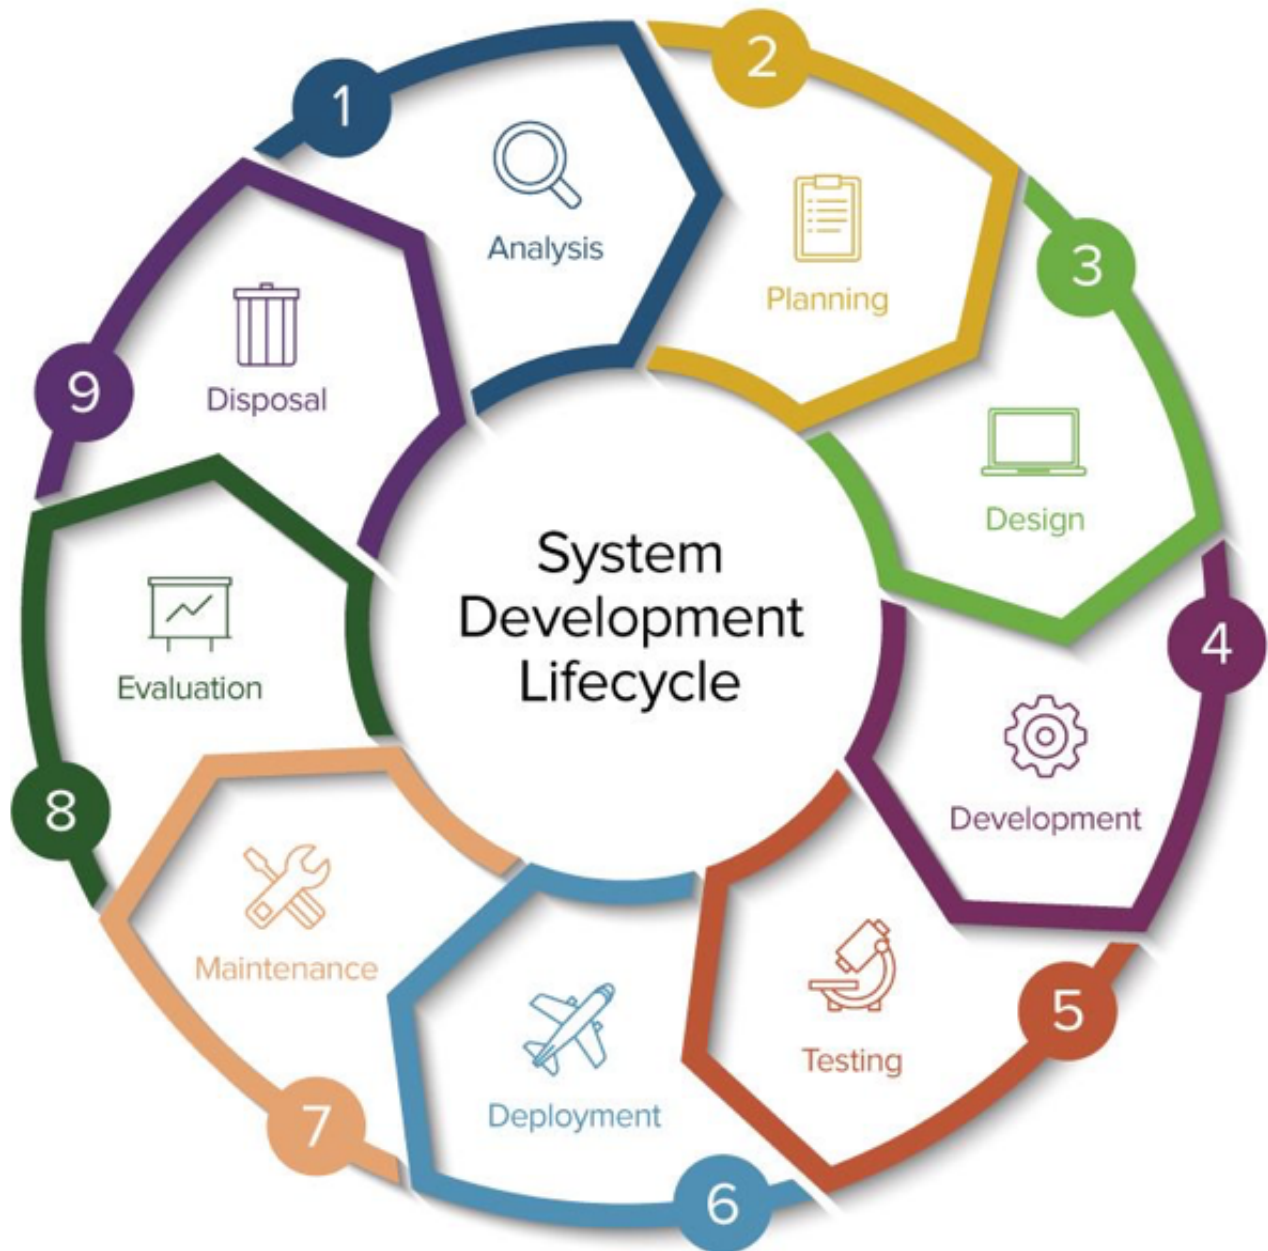 1
Analysis
2
Planning
3
Design
4
Development
5
Testing
6
Deployment
7
Maintenance
8
Evaluation
9
Disposal
System
Development
Lifecycle